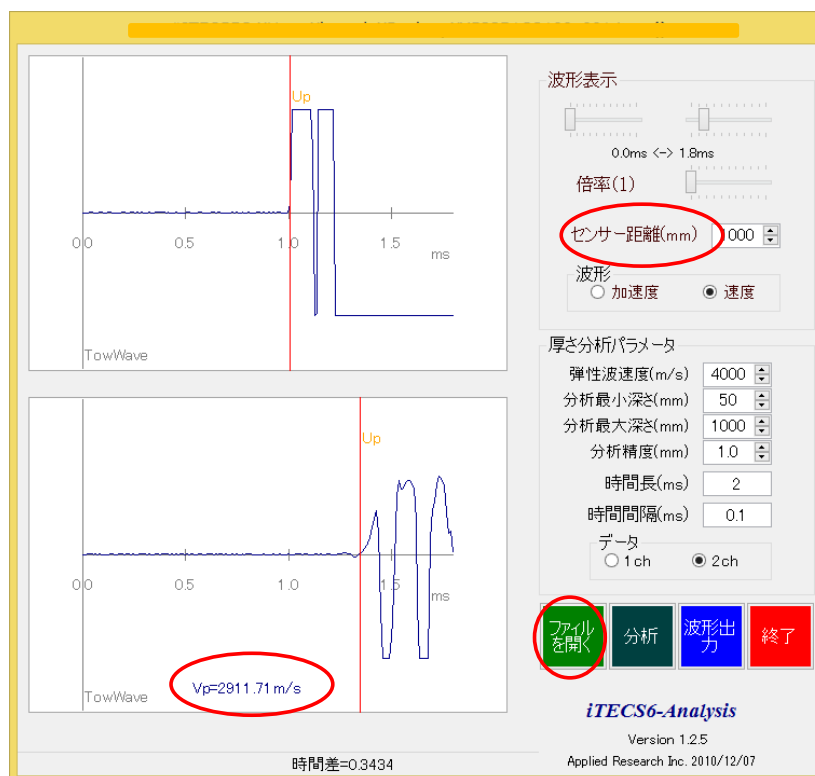 Up
0.0 0.5 1.0 1.5 ms
TowWave
Up
0.0 0.5 1.0 1.5 ms
TowWave
Vp=2911.71m/s
時間差=0.3434
波形表示
0.0ms <-> 1.8ms
倍率(1)
センサー距離(mm) 1000
波形
加速度 速度
厚さ分析パラメータ
弾性波速度(m/s) 4000
分析最小深さ(mm) 50
分析最大深さ(mm) 1000
分析精度(mm) 1.0
時間長(ms) 2
時間間隔(ms) 0.1
データ
1ch 2ch
ファイル
を開く
分析
波形出
力
終了
iTECS6-Analysis
Version 1.2.5
Applied Research Inc. 2010/12/07